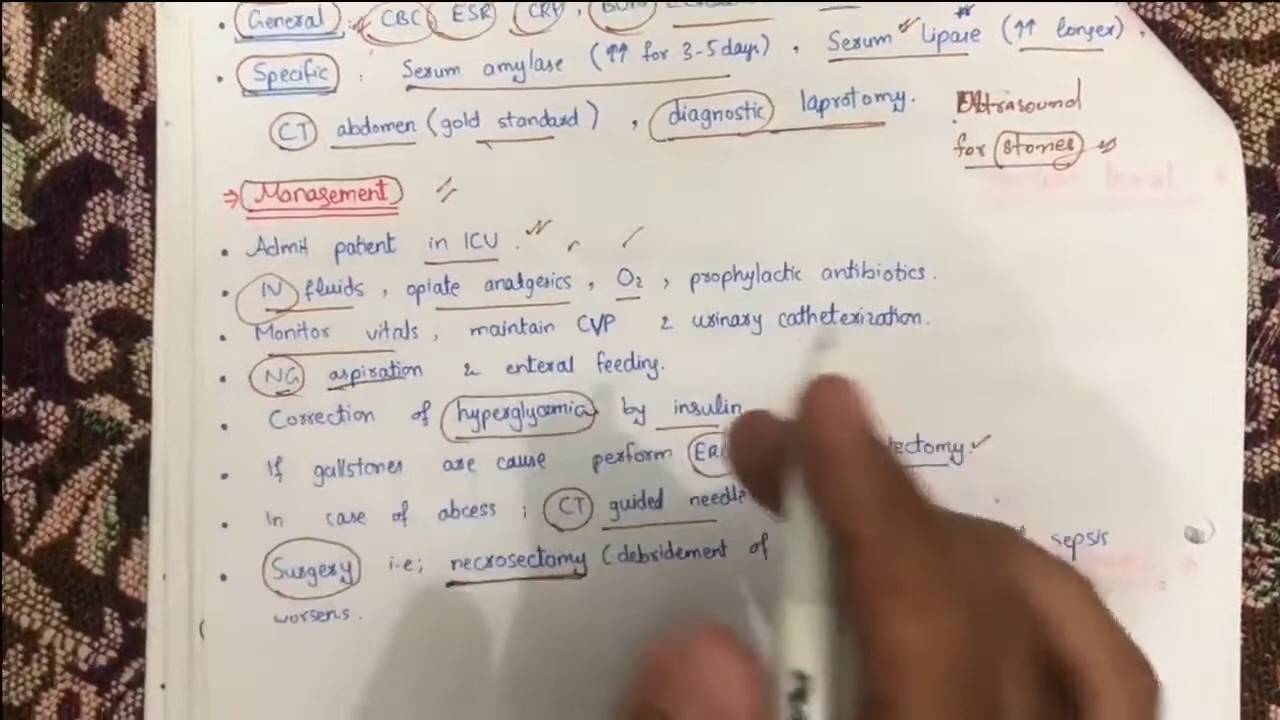 • General : CBC ESR CRP,
• Specific : Serum amylase (↑↑ for 3-5 days) , Serum lipase (↑↑ longer) ,
CT abdomen (gold standard) , diagnostic laprotomy. Ultrasound
for stones
⇒ Management
• Admit patient in ICU .
• IV fluids , opiate analgesics , O2 , prophylactic antibiotics .
• Monitor vitals , maintain CVP & urinary catheterization.
• NG aspiration & enteral feeding.
• Correction of hyperglycemia by insulin
• If gallstones are cause perform ER tectomy
• In case of abcess ; CT guided needle
• Surgery i.e; necrosectomy (debridement of sepsis
worsens .